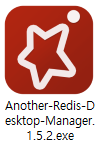 Another-Redis-D
esktop-Manager.
1.5.2.exe